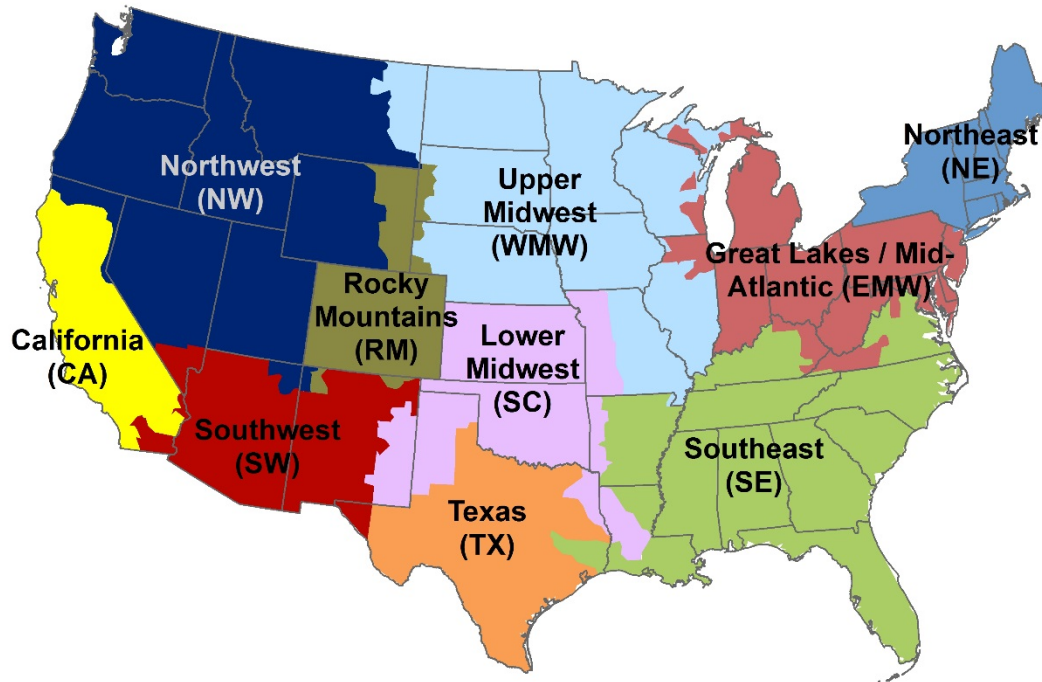 Northeast
(NE)
Northwest
(NW)
Upper
Midwest
(WMW)
Great Lakes / Mid-
Atlantic (EMW)
Rocky
Mountains
(RM)
California
(CA)
Lower
Midwest
(SC)
Southwest
(SW)
Southeast
(SE)
Texas
(TX)